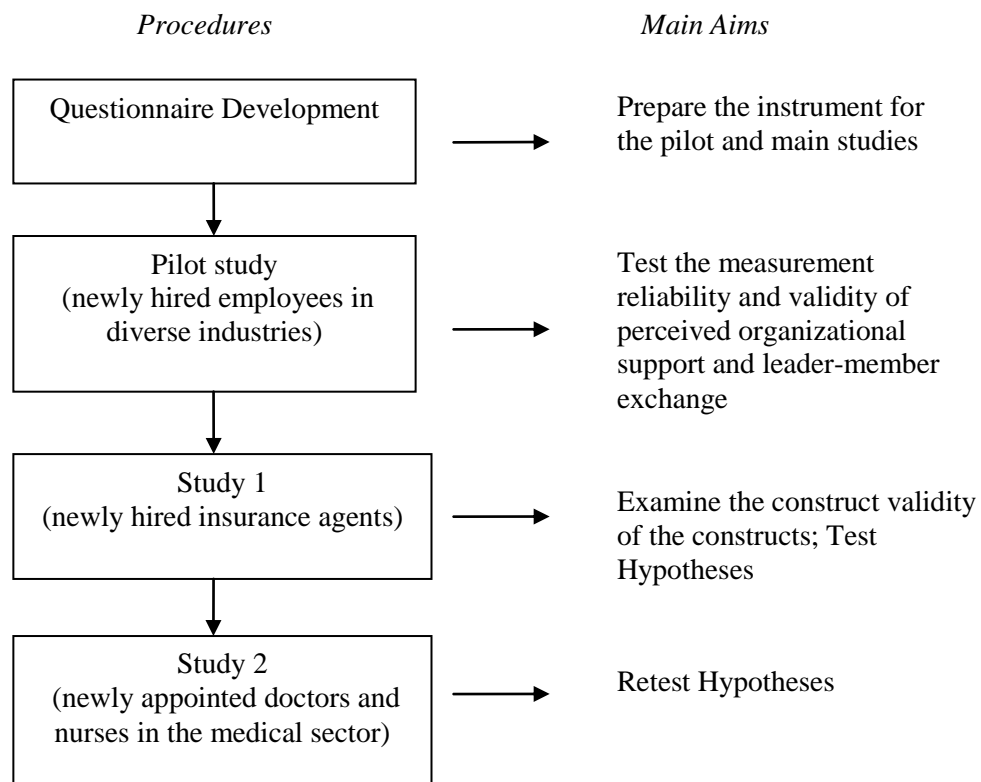 Procedures
Main Aims
Questionnaire Development
Prepare the instrument for
the pilot and main studies
Pilot study
(newly hired employees in
diverse industries)
Test the measurement
reliability and validity of
perceived organizational
support and leader-member
exchange
Study 1
(newly hired insurance agents)
Examine the construct validity
of the constructs; Test
Hypotheses
Study 2
(newly appointed doctors and
nurses in the medical sector)
Retest Hypotheses